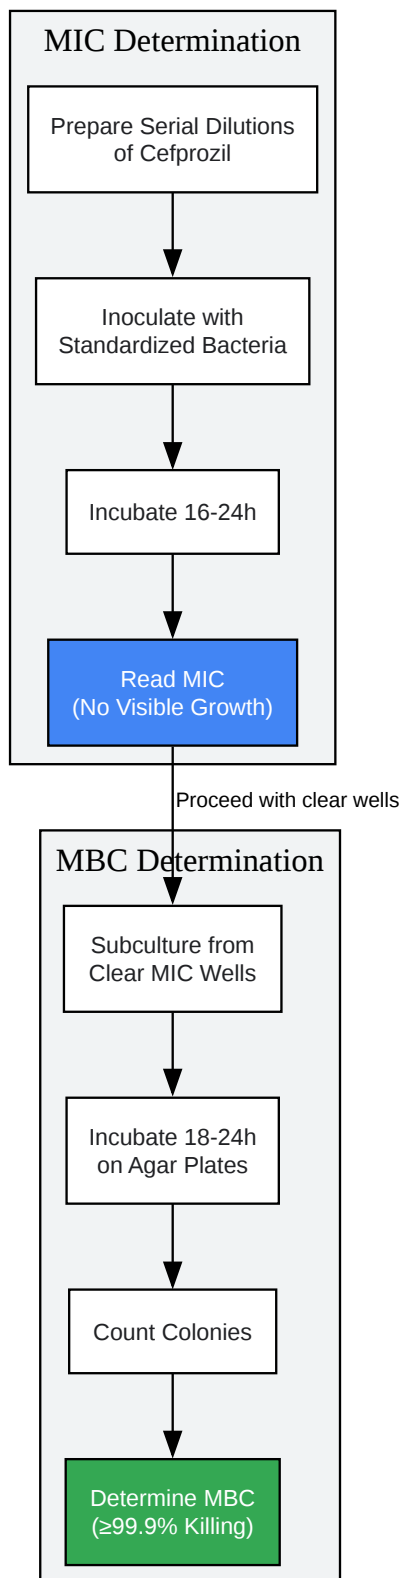 MIC Determination
Prepare Serial Dilutions
of Cefprozil
Inoculate with
Standardized Bacteria
Incubate 16-24h
Read MIC
(No Visible Growth)
Proceed with clear wells
MBC Determination
Subculture from
Clear MIC Wells
Incubate 18-24h
on Agar Plates
Count Colonies
Determine MBC
(≥99.9% Killing)